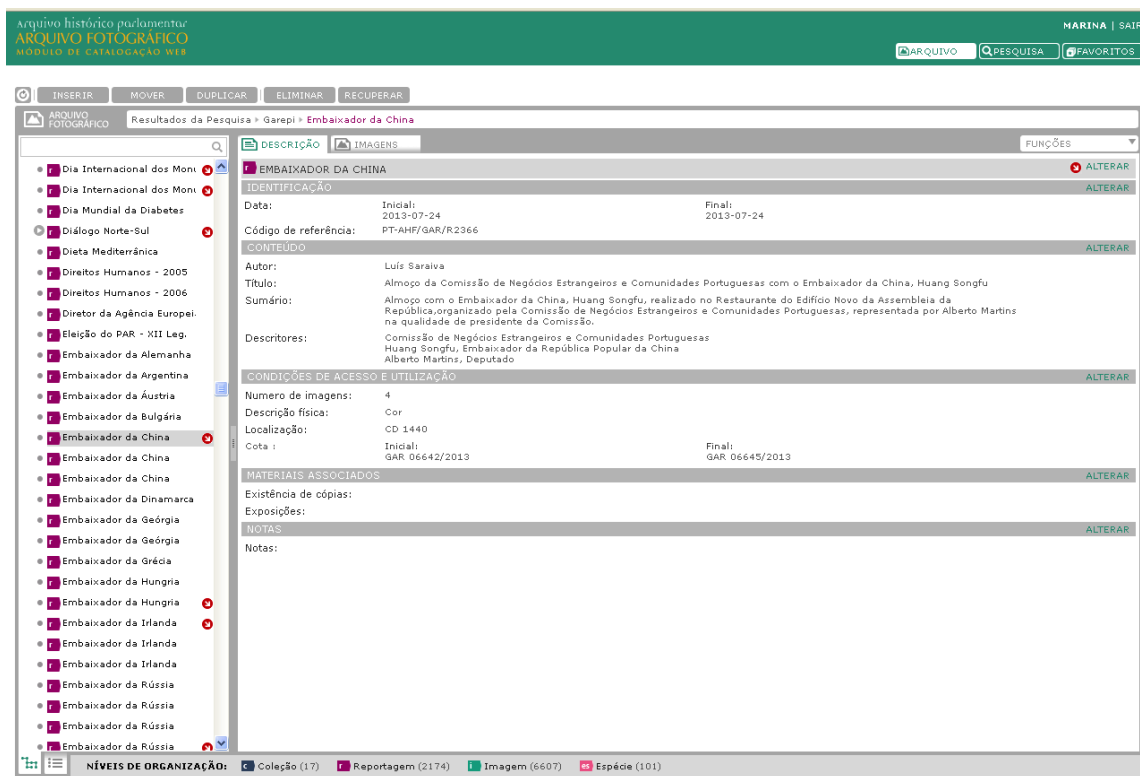 Arquivo histórico parlamentar
ARQUIVO FOTOGRÁFICO
MÓDULO DE CATALOGAÇÃO WEB
MARINA | SAIR
ARQUIVO
PESQUISA
FAVORITOS
INSERIR
MOVER
DUPLICAR
ELIMINAR
RECUPERAR
ARQUIVO
FOTOGRÁFICO
Resultados da Pesquisa Garepi Embaixador da China
Dia Internacional dos Monu
Dia Internacional dos Monu
Dia Mundial da Diabetes
Diálogo Norte-Sul
Dieta Mediterrânica
Direitos Humanos - 2005
Direitos Humanos - 2006
Diretor da Agência Europei.
Eleição do PAR - XII Leg.
Embaixador da Alemanha
Embaixador da Argentina
Embaixador da Áustria
Embaixador da Bulgária
Embaixador da China
Embaixador da China
Embaixador da China
Embaixador da Dinamarca
Embaixador da Geórgia
Embaixador da Geórgia
Embaixador da Grécia
Embaixador da Hungria
Embaixador da Hungria
Embaixador da Irlanda
Embaixador da Irlanda
Embaixador da Irlanda
Embaixador da Rússia
Embaixador da Rússia
Embaixador da Rússia
Embaixador da Rússia
DESCRIÇÃO
IMAGENS
FUNÇÕES
r EMBAIXADOR DA CHINA ALTERAR
IDENTIFICAÇÃO ALTERAR
Data: Inicial: Final:
2013-07-24 2013-07-24
Código de referência: PT-AHF/GAR/R2366
CONTEÚDO ALTERAR
Autor: Luís Saraiva
Título: Almoço da Comissão de Negócios Estrangeiros e Comunidades Portuguesas com o Embaixador da China, Huang Songfu
Sumário: Almoço com o Embaixador da China, Huang Songfu, realizado no Restaurante do Edifício Novo da Assembleia da
República,organizado pela Comissão de Negócios Estrangeiros e Comunidades Portuguesas, representada por Alberto Martins
na qualidade de presidente da Comissão.
Descritores: Comissão de Negócios Estrangeiros e Comunidades Portuguesas
Huang Songfu, Embaixador da República Popular da China
Alberto Martins, Deputado
CONDIÇÕES DE ACESSO E UTILIZAÇÃO ALTERAR
Numero de imagens: 4
Descrição física: Cor
Localização: CD 1440
Cota : Inicial: Final:
GAR 06642/2013 GAR 06645/2013
MATERIAIS ASSOCIADOS ALTERAR
Existência de cópias:
Exposições:
NOTAS ALTERAR
Notas:
NÍVEIS DE ORGANIZAÇÃO: c Coleção (17) r Reportagem (2174) i Imagem (6607) es Espécie (101)